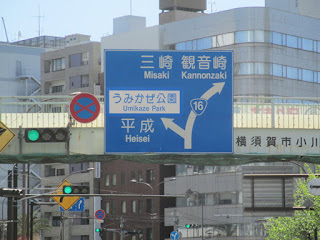 三崎 観音崎
Misaki Kannonzaki
うみかぜ公園
Umikaze Park
16
平成
Heisei
横須賀市小川